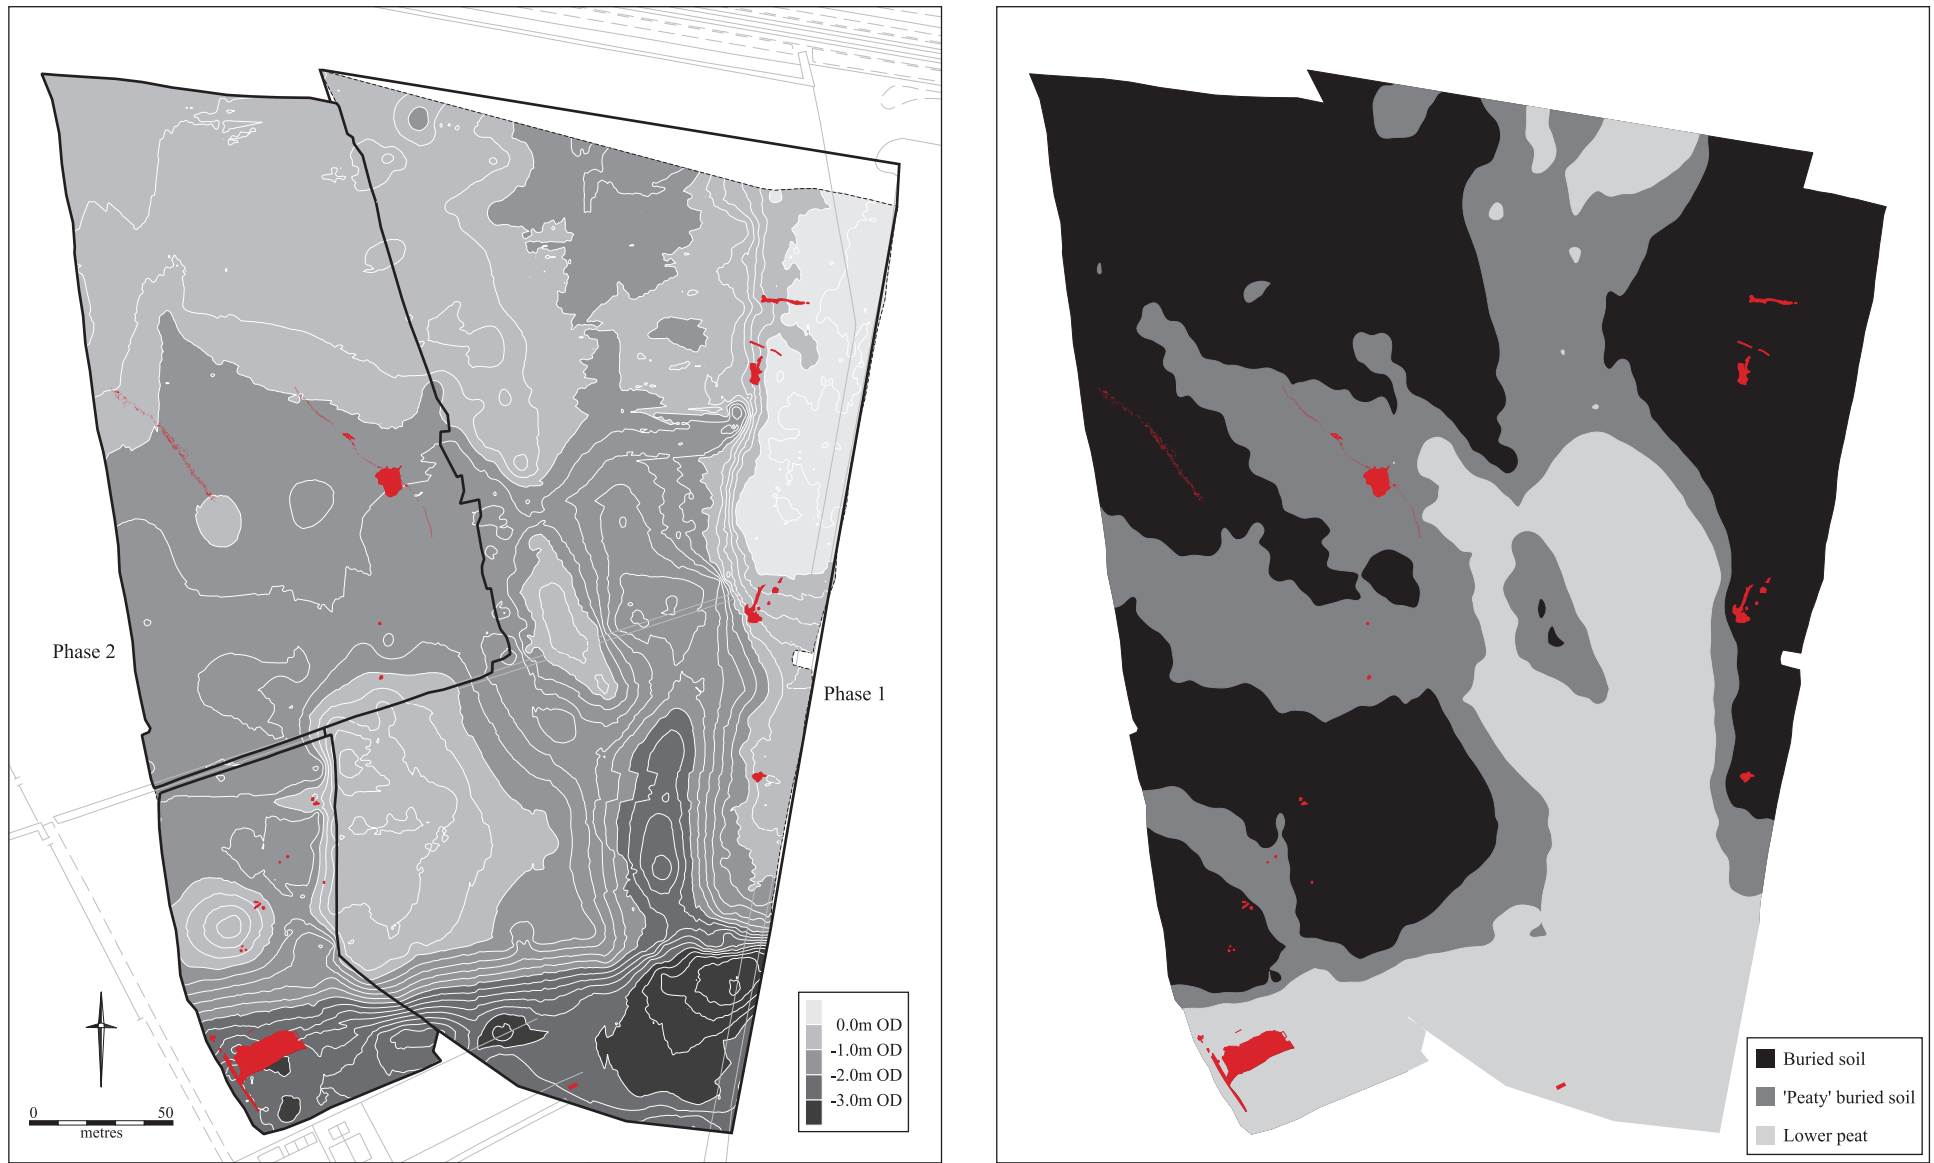 Phase 2
Phase 1
0.0m OD
-1.0m OD
-2.0m OD
-3.0m OD
0 50
metres
Buried soil
'Peaty' buried soil
Lower peat